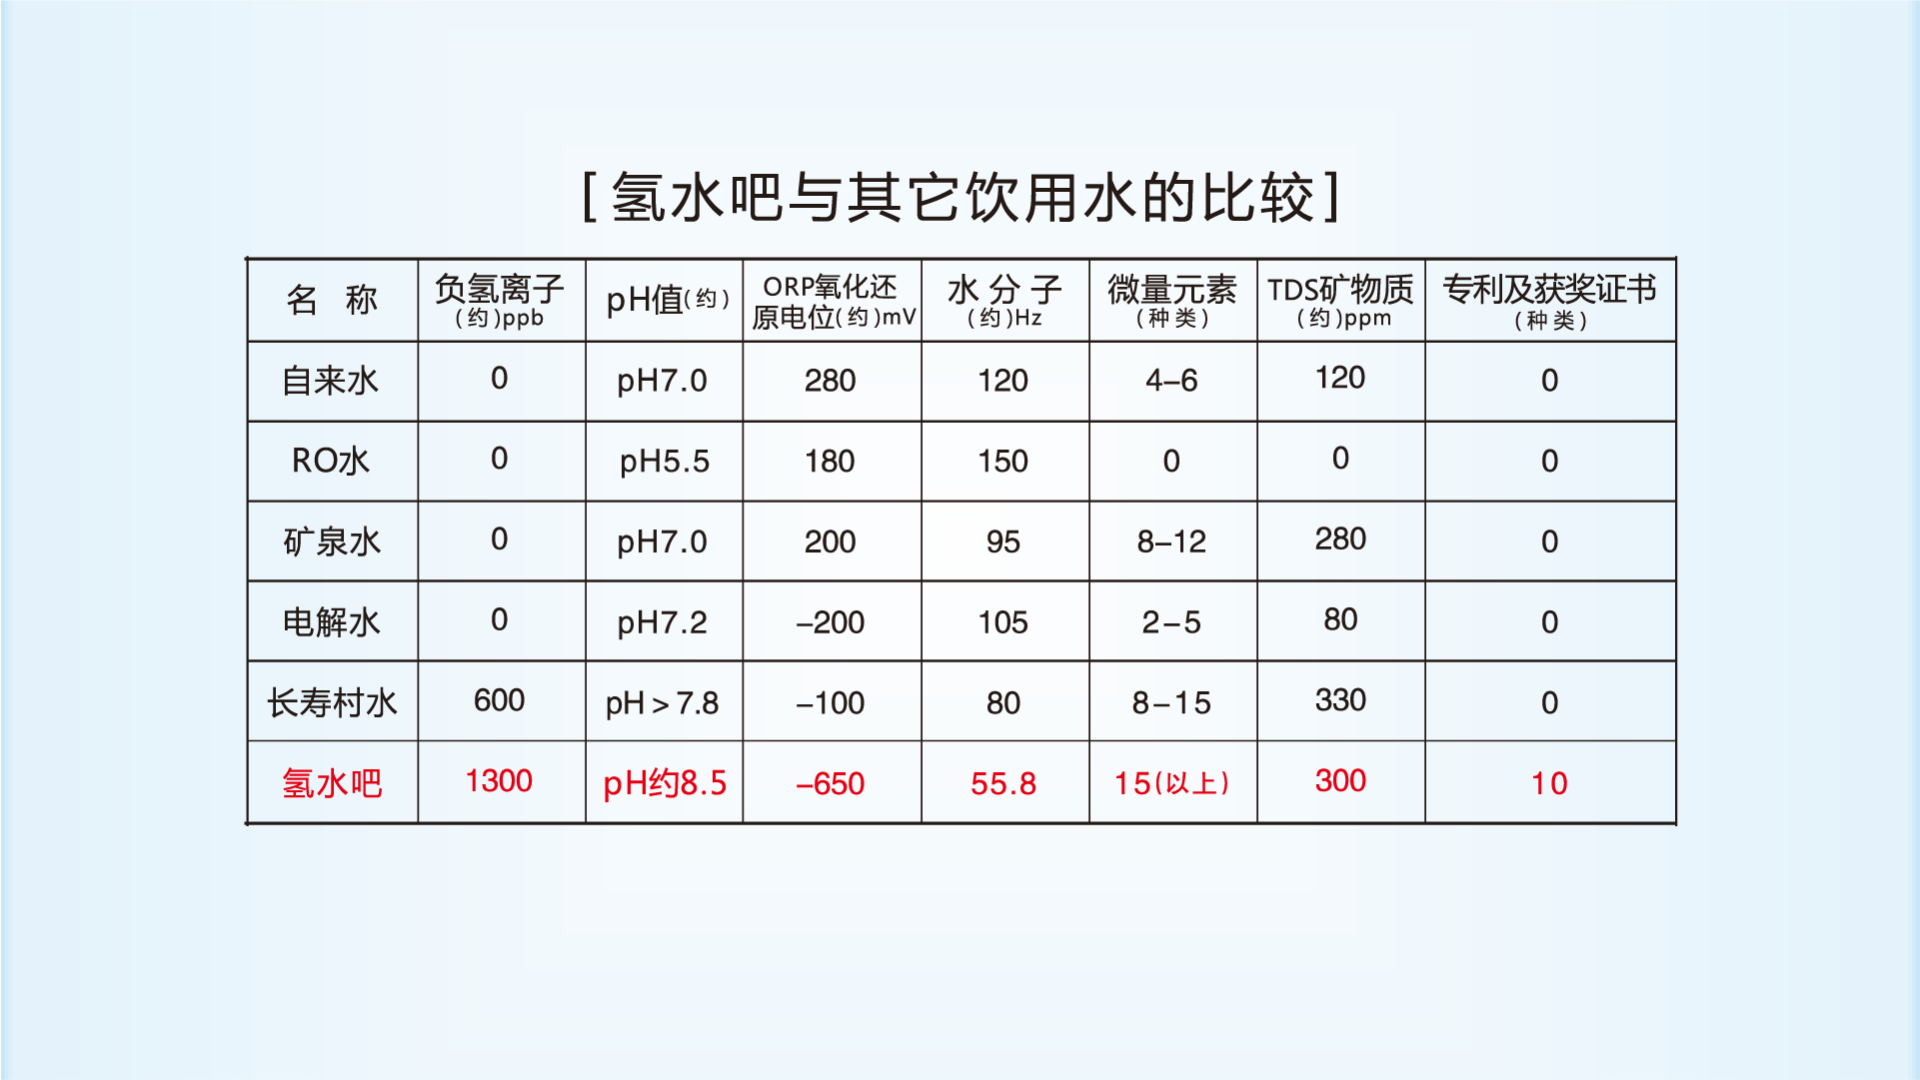 [氢水吧与其它饮用水的比较]
名 称 负氢离子(约)ppb pH值(约) ORP氧化还原电位(约)mV 水分子(约)Hz 微量元素(种类) TDS矿物质(约)ppm 专利及获奖证书(种类)
自来水 0 pH7.0 280 120 4–6 120 0
RO水 0 pH5.5 180 150 0 0 0
矿泉水 0 pH7.0 200 95 8–12 280 0
电解水 0 pH7.2 –200 105 2–5 80 0
长寿村水 600 pH>7.8 –100 80 8–15 330 0
氢水吧 1300 pH约8.5 –650 55.8 15(以上) 300 10